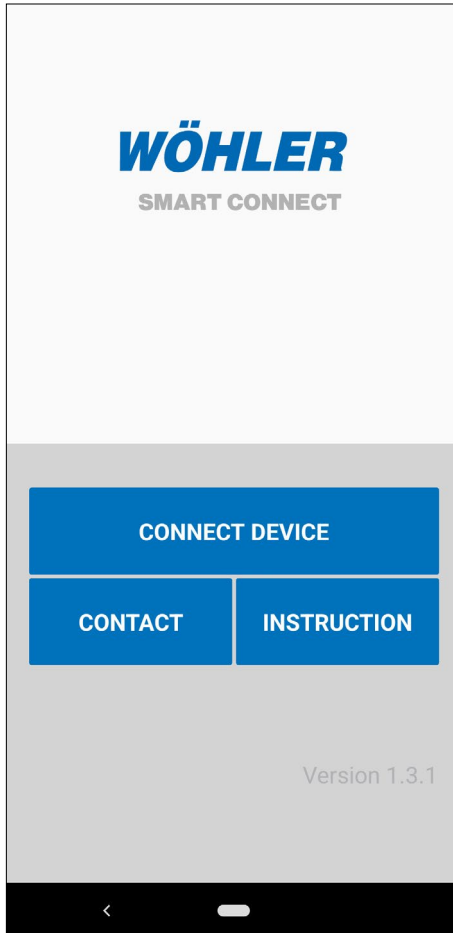 WÖHLER
SMART CONNECT
CONNECT DEVICE
CONTACT
INSTRUCTION
Version 1.3.1